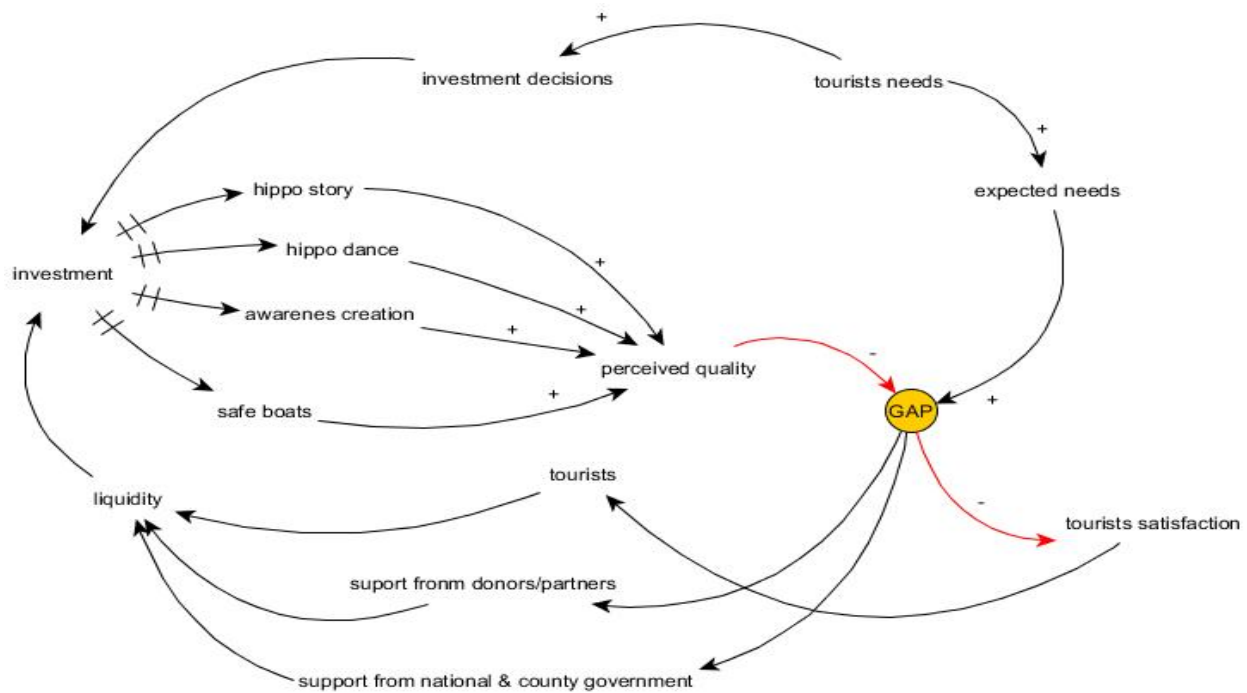 +
investment decisions
tourists needs
+
hippo story
expected needs
hippo dance
+
investment
awarenes creation
+
+
perceived quality
-
safe boats
+
GAP
+
tourists
liquidity
-
tourists satisfaction
suport fronm donors/partners
support from national & county government